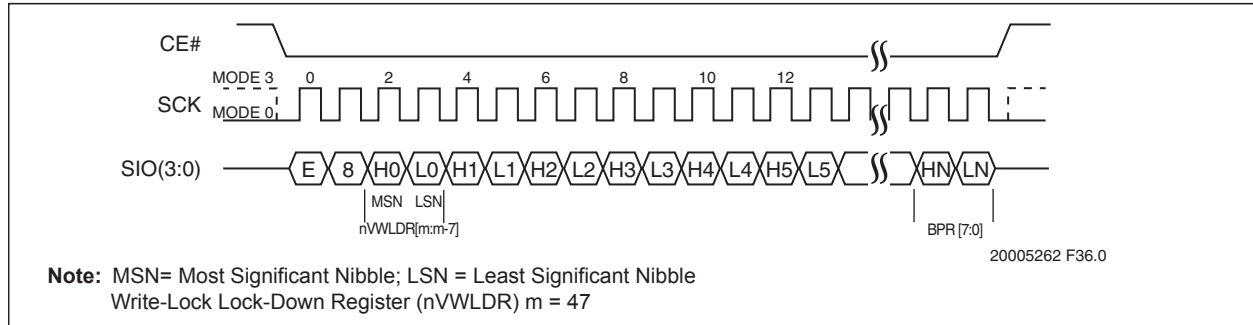 CE#
MODE 3 0 2 4 6 8 10 12
SCK
MODE 0
SIO(3:0) E 8 H0 L0 H1 L1 H2 L2 H3 L3 H4 L4 H5 L5 HN LN
MSN LSN
nVWLDR[m:m-7] BPR [7:0]
20005262 F36.0
Note: MSN= Most Significant Nibble; LSN = Least Significant Nibble
Write-Lock Lock-Down Register (nVWLDR) m = 47